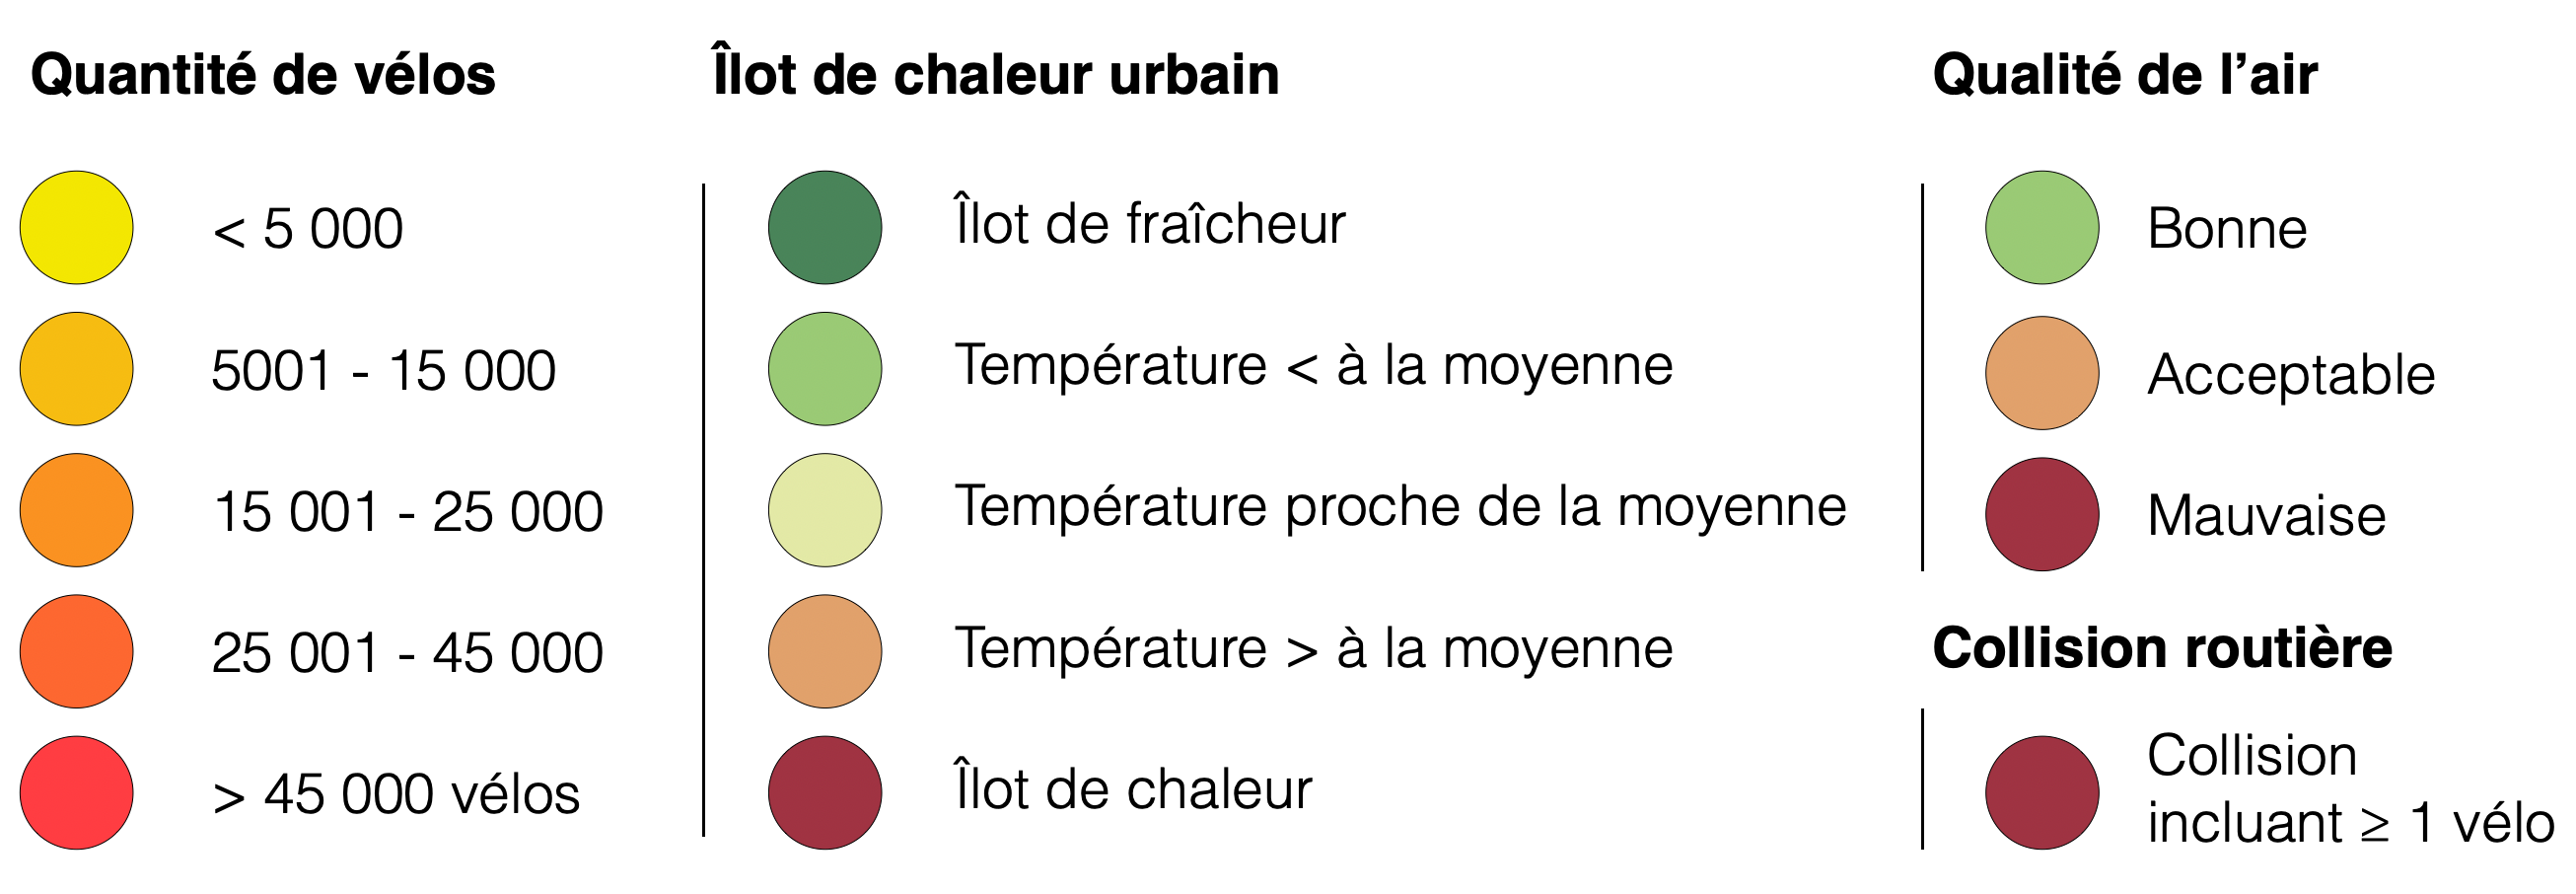 Quantité de vélos
< 5 000
5001 - 15 000
15 001 - 25 000
25 001 - 45 000
> 45 000 vélos
Îlot de chaleur urbain
Îlot de fraîcheur
Température < à la moyenne
Température proche de la moyenne
Température > à la moyenne
Îlot de chaleur
Qualité de l’air
Bonne
Acceptable
Mauvaise
Collision routière
Collision
incluant ≥ 1 vélo